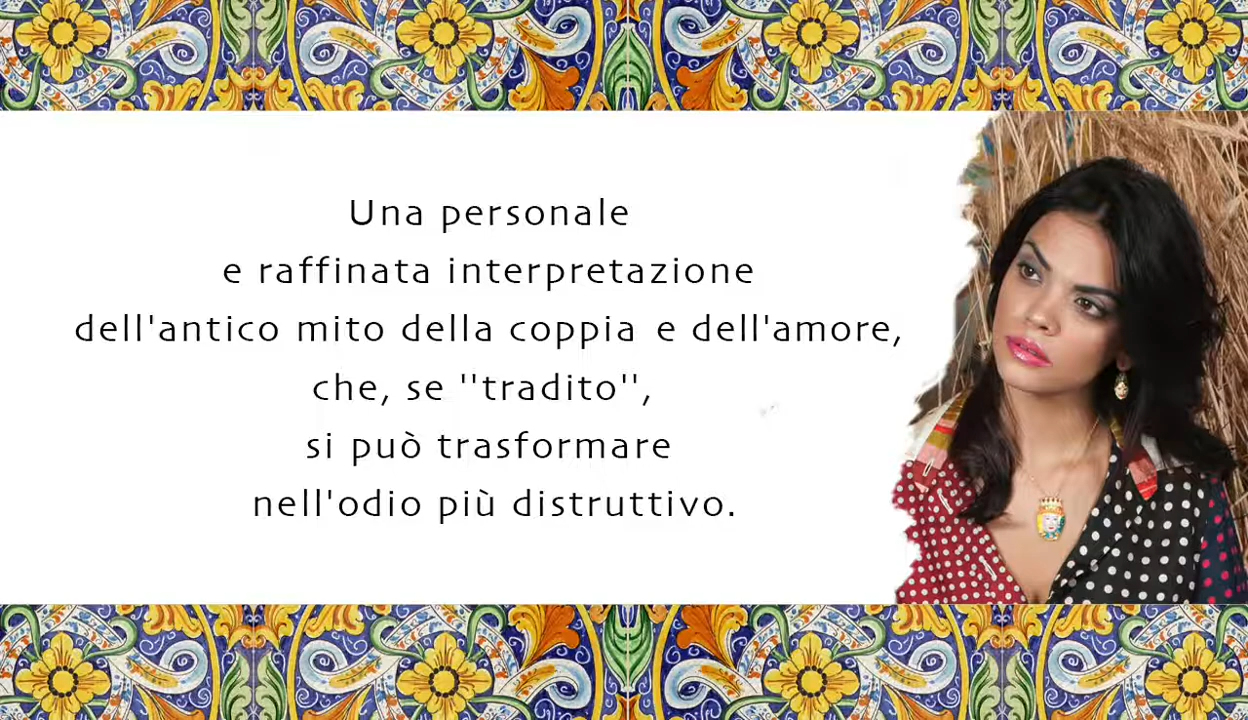 Una personale
e raffinata interpretazione
dell'antico mito della coppia e dell'amore,
che, se ''tradito'',
si può trasformare
nell'odio più distruttivo.